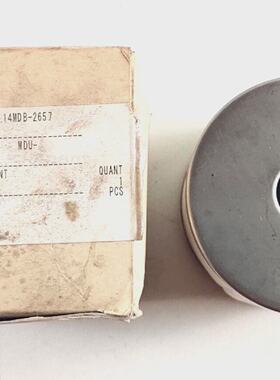 14MDB-2657
MDU-
NT QUANT
1
PCS